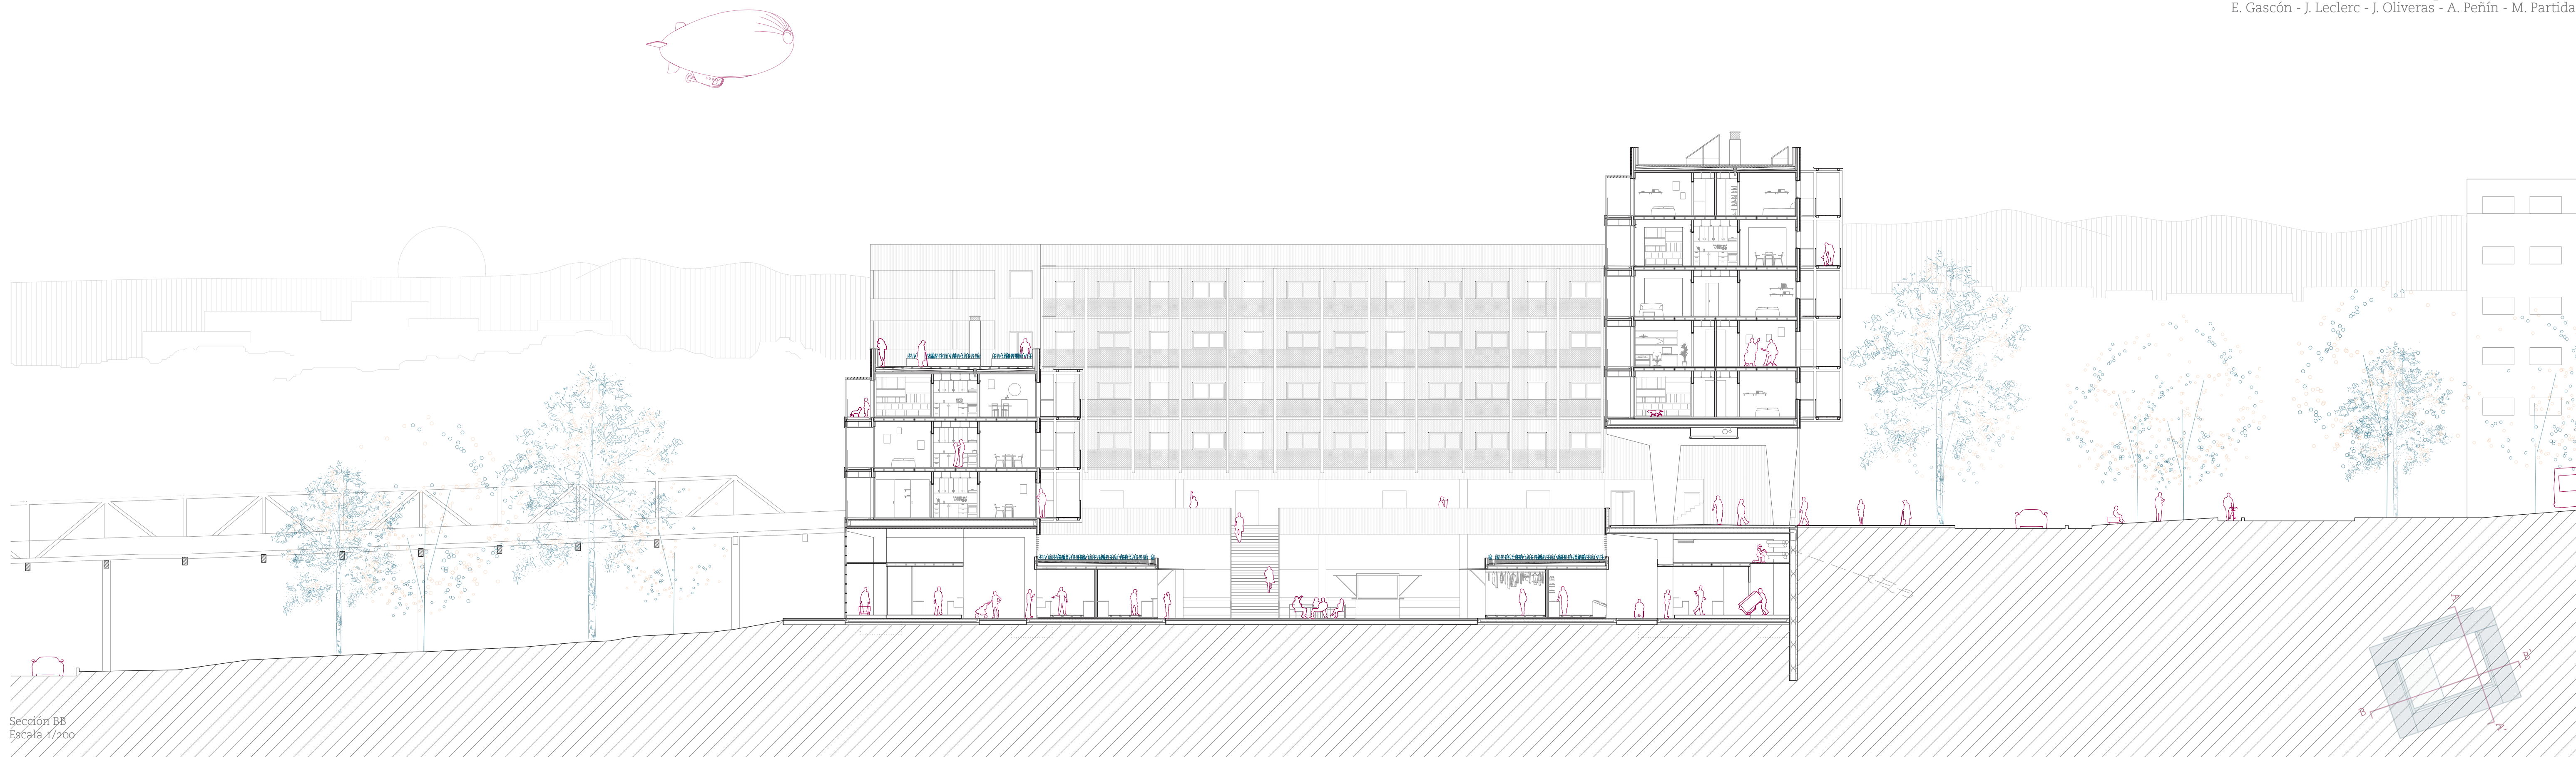 E. Gascón - J. Leclerc - J. Oliveras - A. Peñín - M. Partida
A
B'
B
A'
Sección BB
Escala 1/200